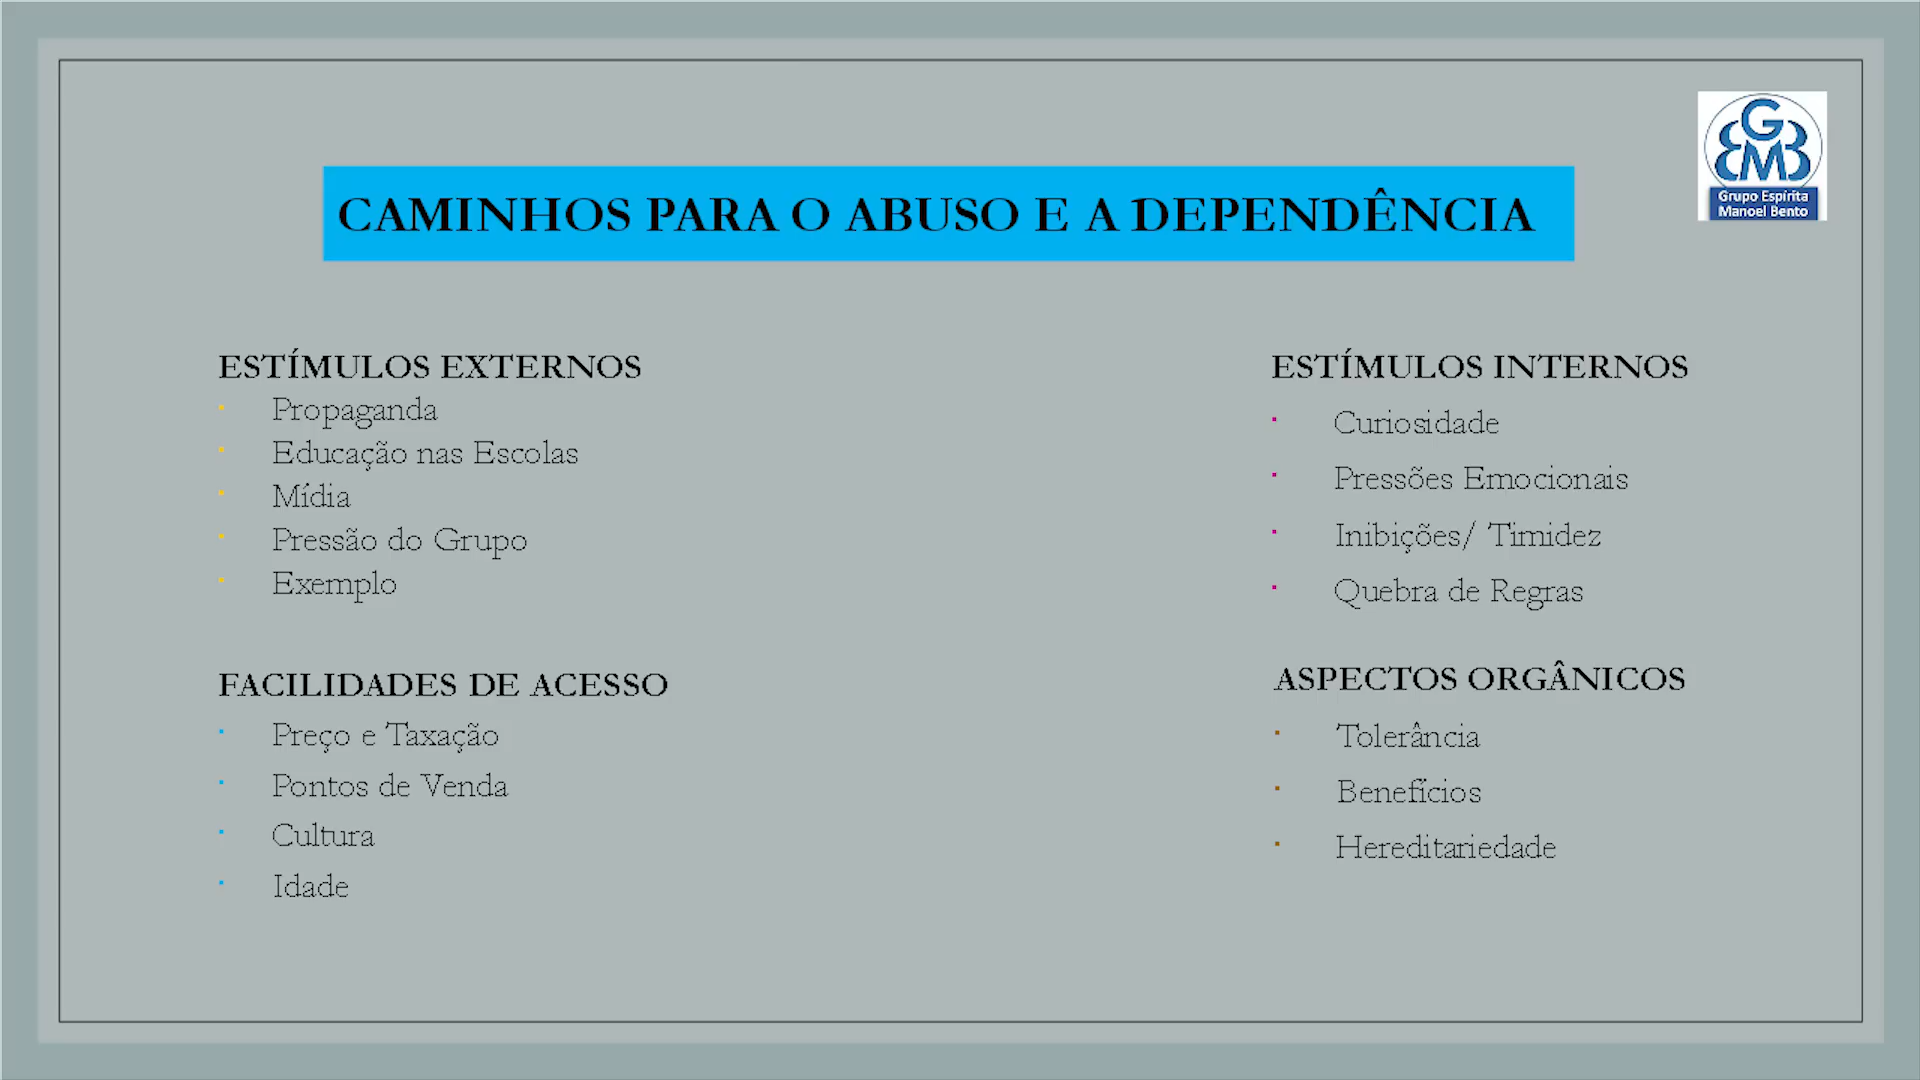 GEMB
Grupo Espírita
Manoel Bento
CAMINHOS PARA O ABUSO E A DEPENDÊNCIA
ESTÍMULOS EXTERNOS
Propaganda
Educação nas Escolas
Mídia
Pressão do Grupo
Exemplo
FACILIDADES DE ACESSO
Preço e Taxação
Pontos de Venda
Cultura
Idade
ESTÍMULOS INTERNOS
Curiosidade
Pressões Emocionais
Inibições/ Timidez
Quebra de Regras
ASPECTOS ORGÂNICOS
Tolerância
Benefícios
Hereditariedade